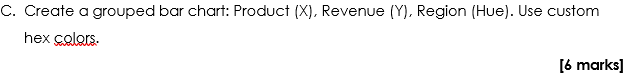 C. Create a grouped bar chart: Product (X), Revenue (Y), Region (Hue). Use custom
hex colors.
[6 marks]